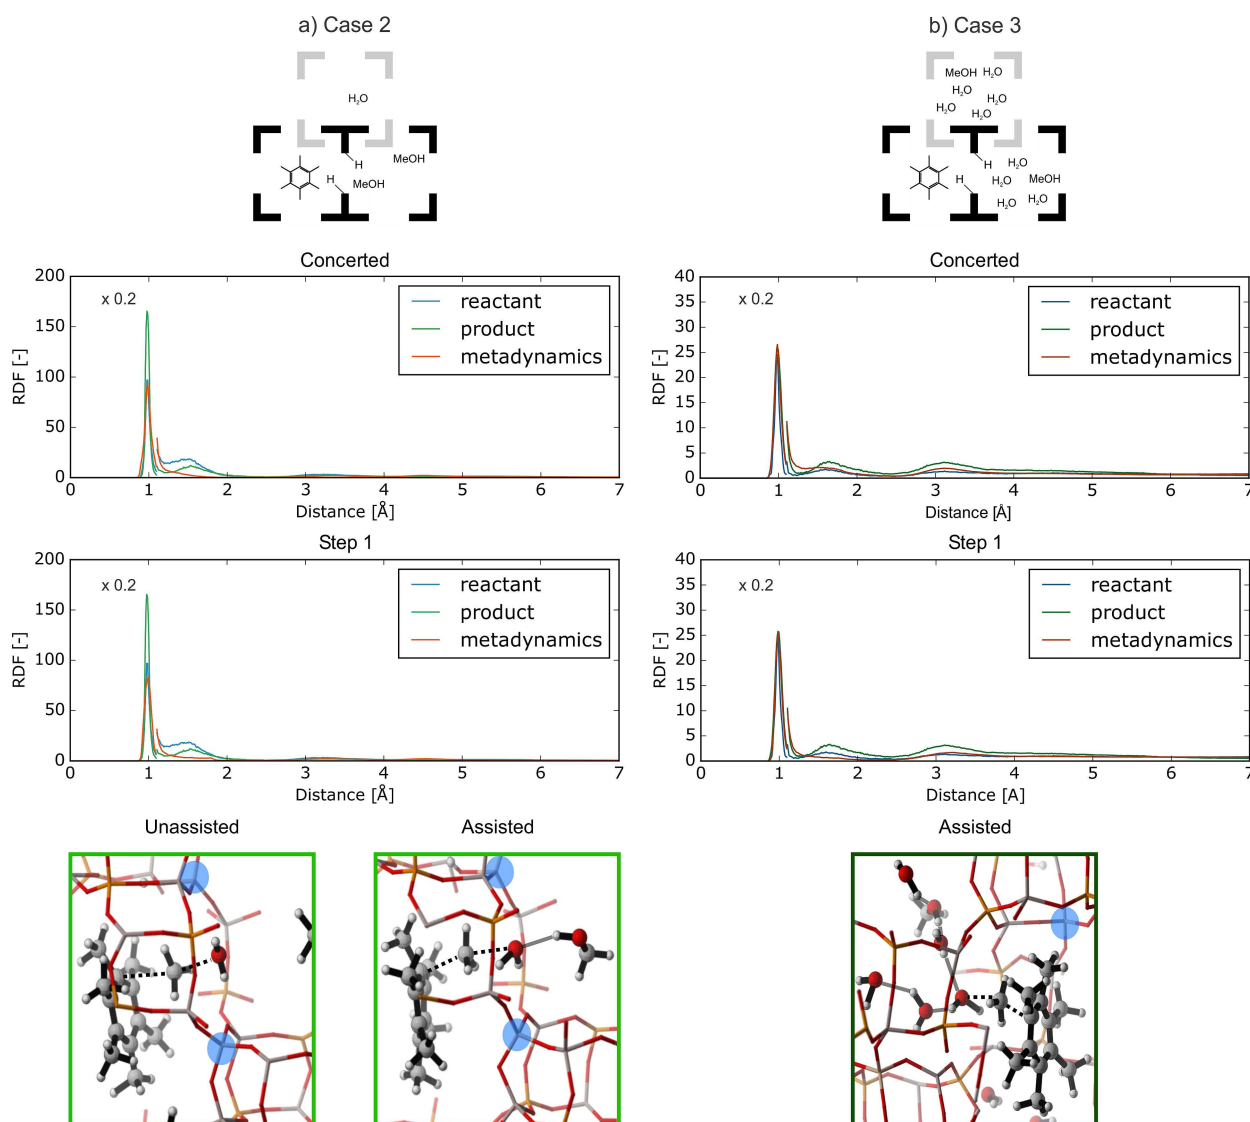 a) Case 2
b) Case 3
H2O
MeOH
H
H
MeOH
MeOH H2O
H2O
H2O
H2O
H2O
H
H
H2O
H2O
MeOH
H2O
H2O
Concerted
200
150
100
50
0
RDF [-]
x 0.2
reactant
product
metadynamics
0 1 2 3 4 5 6 7
Distance [Å]
Concerted
40
35
30
25
20
15
10
5
0
RDF [-]
x 0.2
reactant
product
metadynamics
0 1 2 3 4 5 6 7
Distance [Å]
Step 1
200
150
100
50
0
RDF [-]
x 0.2
reactant
product
metadynamics
0 1 2 3 4 5 6 7
Distance [Å]
Step 1
40
35
30
25
20
15
10
5
0
RDF [-]
x 0.2
reactant
product
metadynamics
0 1 2 3 4 5 6 7
Distance [A]
Unassisted
Assisted
Assisted